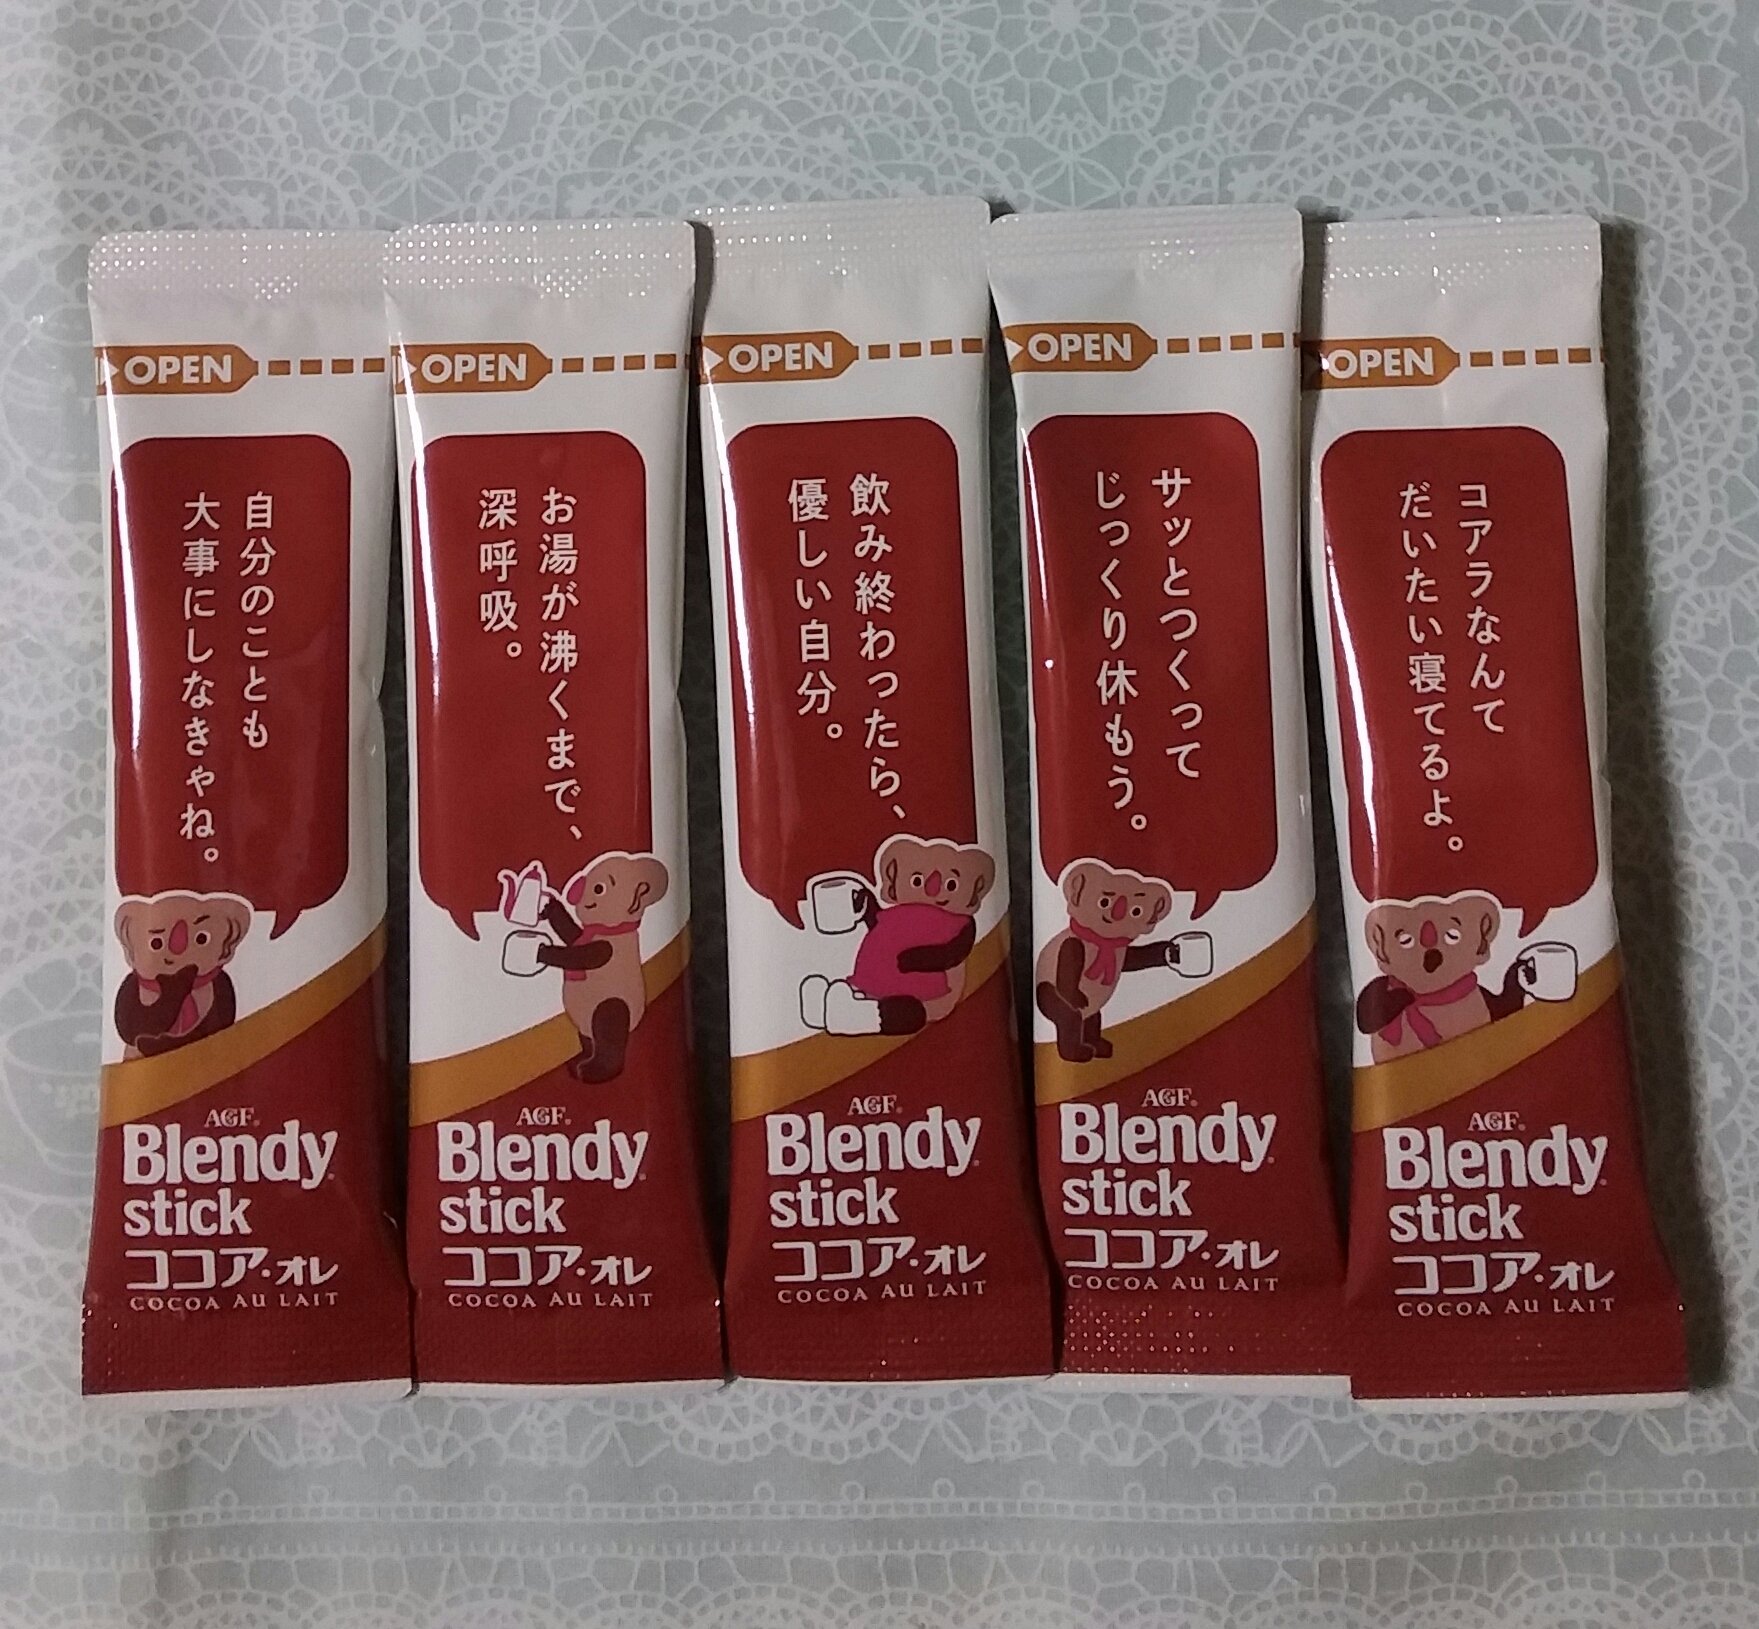 OPEN
自分のことも
大事にしなきゃね。
AGF®
Blendy®
stick
ココア・オレ
COCOA AU LAIT
OPEN
お湯が沸くまで、
深呼吸。
AGF®
Blendy®
stick
ココア・オレ
COCOA AU LAIT
OPEN
飲み終わったら、
優しい自分。
AGF®
Blendy®
stick
ココア・オレ
COCOA AU LAIT
OPEN
サッとつくって
じっくり休もう。
AGF®
Blendy®
stick
ココア・オレ
COCOA AU LAIT
OPEN
コアラなんて
だいたい寝てるよ。
AGF®
Blendy®
stick
ココア・オレ
COCOA AU LAIT